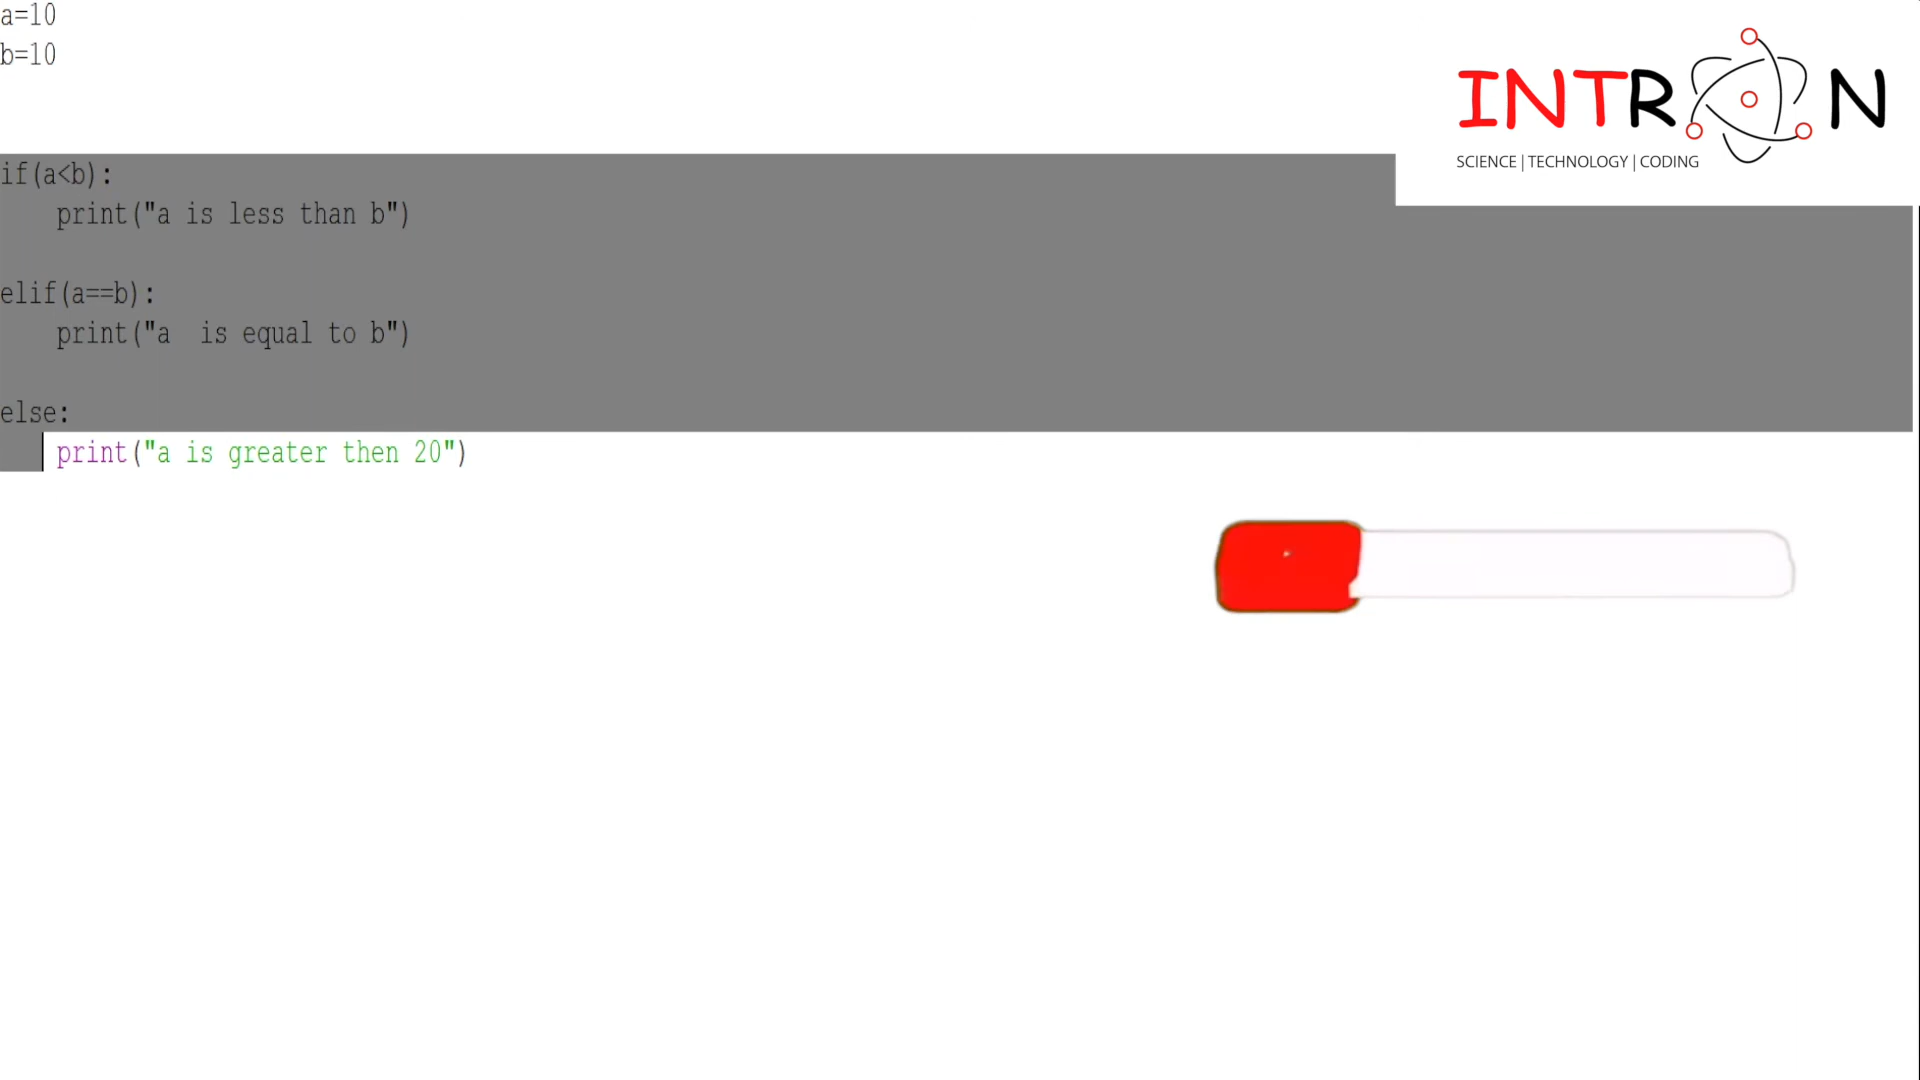 a=10
b=10
INTRON
SCIENCE | TECHNOLOGY | CODING
if(a<b):
    print("a is less than b")
elif(a==b):
    print("a  is equal to b")
else:
    print("a is greater then 20")